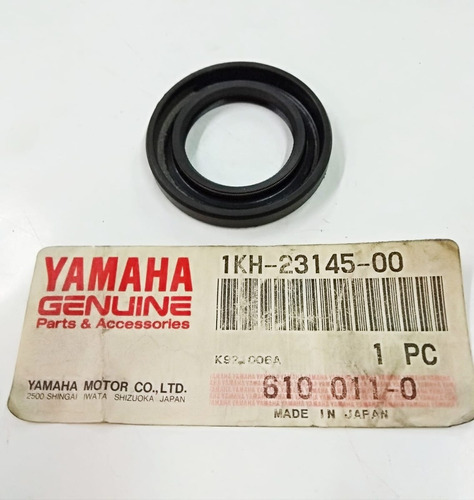 YAMAHA
GENUINE
Parts & Accessories
YAMAHA MOTOR CO., LTD.
2500 SHINGAI IWATA SHIZUOKA JAPAN
1KH-23145-00
1 PC
610 011-0
MADE IN JAPAN